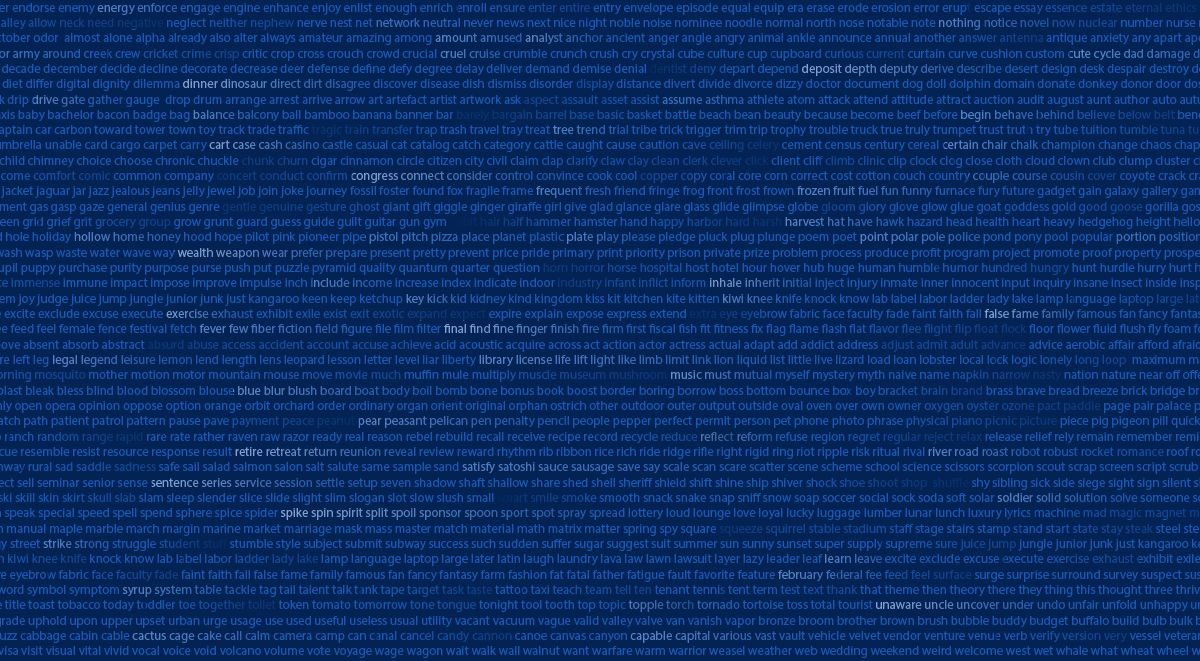 er endorse enemy energy enforce engage engine enhance enjoy enlist enough enrich enroll ensure enter entire entry envelope episode equal equip era erase erode erosion error erupt escape essay essence estate eternal ethics
alley alone neck need negative neglect neither nephew nerve nest net network neutral never news next nice night noble noise nominee noodle normal north nose notable note nothing notice novel now nuclear number nurse
october odor almost alone alpha already also alter always amateur amazing among amount amused analyst anchor ancient anger angle angry animal ankle announce annual another answer antenna antique anxiety any apart
or army around creek crew cricket crime crisp critic crop cross crouch crowd crucial cruel cruise crumble crunch crush cry crystal cube culture cup cupboard curious current curtain curve cushion custom cute cycle dad damage
decade december decide decline decorate decrease deer defense define defy degree delay deliver demand demise denial dentist deny depart depend deposit depth deputy derive describe desert design desk despair destroy
diet differ digital dignity dilemma dinner dinosaur direct dirt disagree discover disease dish dismiss disorder display distance divert divide divorce dizzy doctor document dog doll dolphin domain donate donkey donor door
drip drive gate gather gauge drop drum arrange arrest arrive arrow art artefact artist artwork ask aspect assault asset assist assume asthma athlete atom attack attend attitude attract auction audit august aunt author auto
axis baby bachelor bacon badge bag balance balcony ball bamboo banana banner bar barely bargain barrel base basic basket battle beach bean beauty because become beef before begin behave behind believe below belt
captain car carbon toward tower town toy track trade traffic tragic train transfer trap trash travel tray treat tree trend trial tribe trick trigger trim trip trophy trouble truck true truly trumpet trust truth try tube tuition tumble tuna
umbrella unable card cargo carpet carry cart case cash casino castle casual cat catalog catch category cattle caught cause caution cave ceiling celery cement census century cereal certain chair chalk champion change chaos
child chimney choice choose chronic chuckle chunk churn cigar cinnamon circle citizen city civil claim clap clarify claw clay clean clerk clever click client cliff climb clinic clip clock clog close cloth cloud clown club clump cluster
come comfort comic common company concert conduct confirm congress connect consider control convince cook cool copper copy coral core corn correct cost cotton couch country couple course cousin cover coyote crack
jacket jaguar jar jazz jealous jeans jelly jewel job join joke journey fossil foster found fox fragile frame frequent fresh friend fringe frog front frost frown frozen fruit fuel fun funny furnace fury future gadget gain galaxy gallery
gas gasp gaze general genius genre gentle genuine gesture ghost giant gift giggle ginger giraffe girl give glad glance glare glass glide glimpse globe gloom glory glove glow glue goat goddess gold good goose gorilla
grid grief grit grocery group grow grunt guard guess guide guilt guitar gun gym half hammer hamster hand happy harbor hard harsh harvest hat have hawk hazard head health heart heavy hedgehog height hello
hole holiday hollow home honey hood hope pilot pink pioneer pipe pistol pitch pizza place planet plastic plate play please pledge pluck plug plunge poem poet point polar pole police pond pony pool popular portion position
wash wasp waste water wave way wealth weapon wear prefer prepare present pretty prevent price pride primary print priority prison private prize problem process produce profit program project promote proof property
pupil puppy purchase purity purpose purse push put puzzle pyramid quality quantum quarter question horn horror horse hospital host hotel hour hover hub huge human humble humor hundred hungry hunt hurdle hurry hurt
immense immune impact impose improve impulse inch include income increase index indicate indoor industry infant inflict inform inhale inherit initial inject injury inmate inner innocent input inquiry insane insect inside
joy judge juice jump jungle junior junk just kangaroo keen keep ketchup key kick kid kidney kind kingdom kiss kit kitchen kite kitten kiwi knee knife knock know lab label labor ladder lady lake lamp language laptop large
excite exclude excuse execute exercise exhaust exhibit exile exist exit exotic expand expect expire explain expose express extend extra eye eyebrow fabric face faculty fade faint faith fall false fame family famous fan fancy
fee feed feel female fence festival fetch fever few fiber fiction field figure file film filter final find fine finger finish fire firm first fiscal fish fit fitness fix flag flame flash flat flavor flee flight flip float flock floor flower fluid flush fly foam
above absent absorb abstract absurd abuse access accident account accuse achieve acid acoustic acquire across act action actor actress actual adapt add addict address adjust admit adult advance advice aerobic affair afford
left leg legal legend leisure lemon lend length lens leopard lesson letter level liar liberty library license life lift light like limb limit link lion liquid list little live lizard load loan lobster local lock logic lonely long loop maximum
morning mosquito mother motion motor mountain mouse move movie much muffin mule multiply muscle museum mushroom music must mutual myself mystery myth naive name napkin narrow nasty nation nature near
blast bleak bless blind blood blossom blouse blue blur blush board boat body boil bomb bone bonus book boost border boring borrow boss bottom bounce box boy bracket brain brand brass brave bread breeze brick bridge
only open opera opinion oppose option orange orbit orchard order ordinary organ orient original orphan ostrich other outdoor outer output outside oval oven over own owner oxygen oyster ozone pact paddle page pair palace
patch path patient patrol pattern pause pave payment peace peanut pear peasant pelican pen penalty pencil people pepper perfect permit person pet phone photo phrase physical piano picnic picture piece pig pigeon pill
ranch random range rapid rare rate rather raven raw razor ready real reason rebel rebuild recall receive recipe record recycle reduce reflect reform refuse region regret regular reject relax release relief rely remain remember
rescue resemble resist resource response result retire retreat return reunion reveal review reward rhythm rib ribbon rice rich ride ridge rifle right rigid ring riot ripple risk ritual rival river road roast robot robust rocket romance roof
runway rural sad saddle sadness safe sail salad salmon salon salt salute same sample sand satisfy satoshi sauce sausage save say scale scan scare scatter scene scheme school science scissors scorpion scout scrap screen script scrub
select sell seminar senior sense sentence series service session settle setup seven shadow shaft shallow share shed shell sheriff shield shift shine ship shiver shock shoe shoot shop shuffle shy sibling sick side siege sight sign silent
ski skill skin skirt skull slab slam sleep slender slice slide slight slim slogan slot slow slush small smart smile smoke smooth snack snake snap sniff snow soap soccer social sock soda soft solar soldier solid solution solve someone
speak special speed spell spend sphere spice spider spike spin spirit split spoil sponsor spoon sport spot spray spread lottery loud lounge love loyal lucky luggage lumber lunar lunch luxury lyrics machine mad magic magnet
manual maple marble march margin marine market marriage mask mass master match material math matrix matter spring spy square squeeze squirrel stable stadium staff stage stairs stamp stand start state stay steak steel
street strike strong struggle student stuff stumble style subject submit subway success such sudden suffer sugar suggest suit summer sun sunny sunset super supply supreme sure juice jump jungle junior junk just kangaroo
kiwi knee knife knock know lab label labor ladder lady lake lamp language laptop large later latin laugh laundry lava law lawn lawsuit layer lazy leader leaf learn leave excite exclude excuse execute exercise exhaust exhibit
eye eyebrow fabric face faculty fade faint faith fall false fame family famous fan fancy fantasy farm fashion fat fatal father fatigue fault favorite feature february federal fee feed feel surface surge surprise surround survey suspect
sword symbol symptom syrup system table tackle tag tail talent talk tank tape target task taste tattoo taxi teach team tell ten tenant tennis tent term test text thank that theme then theory there they thing this thought three
title toast tobacco today toddler toe together toilet token tomato tomorrow tone tongue tonight tool tooth top topic topple torch tornado tortoise toss total tourist unaware uncle uncover under undo unfair unfold unhappy
upgrade uphold upon upper upset urban urge usage use used useful useless usual utility vacant vacuum vague valid valley valve van vanish vapor bronze broom brother brown brush bubble buddy budget buffalo build bulb bulk
buzz cabbage cabin cable cactus cage cake call calm camera camp can canal cancel candy cannon canoe canvas canyon capable capital various vast vault vehicle velvet vendor venture venue verb verify version very vessel
visa visit visual vital vivid vocal voice void volcano volume vote voyage wage wagon wait walk wall walnut want warfare warm warrior weasel weather web wedding weekend weird welcome west wet whale what wheat wheel